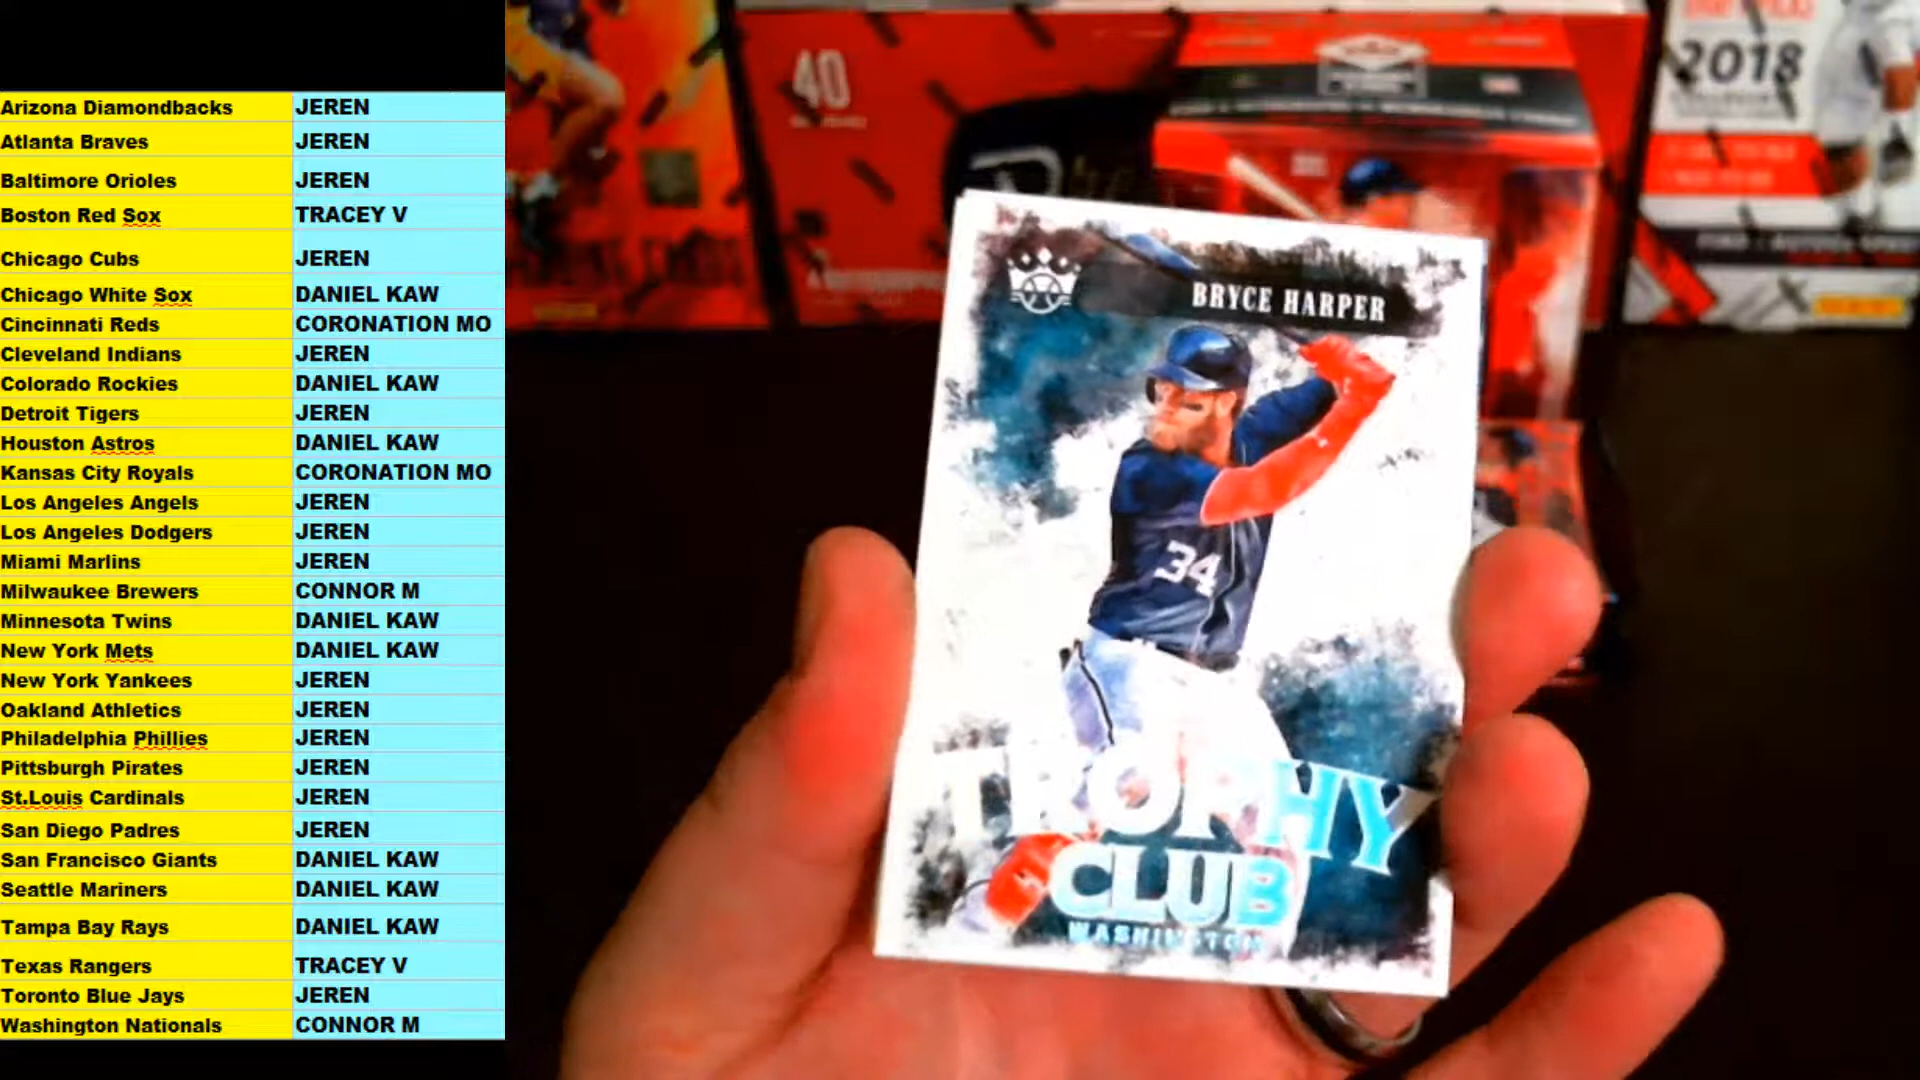 Arizona Diamondbacks JEREN
Atlanta Braves JEREN
Baltimore Orioles JEREN
Boston Red Sox TRACEY V
Chicago Cubs JEREN
Chicago White Sox DANIEL KAW
Cincinnati Reds CORONATION MO
Cleveland Indians JEREN
Colorado Rockies DANIEL KAW
Detroit Tigers JEREN
Houston Astros DANIEL KAW
Kansas City Royals CORONATION MO
Los Angeles Angels JEREN
Los Angeles Dodgers JEREN
Miami Marlins JEREN
Milwaukee Brewers CONNOR M
Minnesota Twins DANIEL KAW
New York Mets DANIEL KAW
New York Yankees JEREN
Oakland Athletics JEREN
Philadelphia Phillies JEREN
Pittsburgh Pirates JEREN
St.Louis Cardinals JEREN
San Diego Padres JEREN
San Francisco Giants DANIEL KAW
Seattle Mariners DANIEL KAW
Tampa Bay Rays DANIEL KAW
Texas Rangers TRACEY V
Toronto Blue Jays JEREN
Washington Nationals CONNOR M
40
2018
BRYCE HARPER
34
TROPHY
CLUB
WASHINGTON